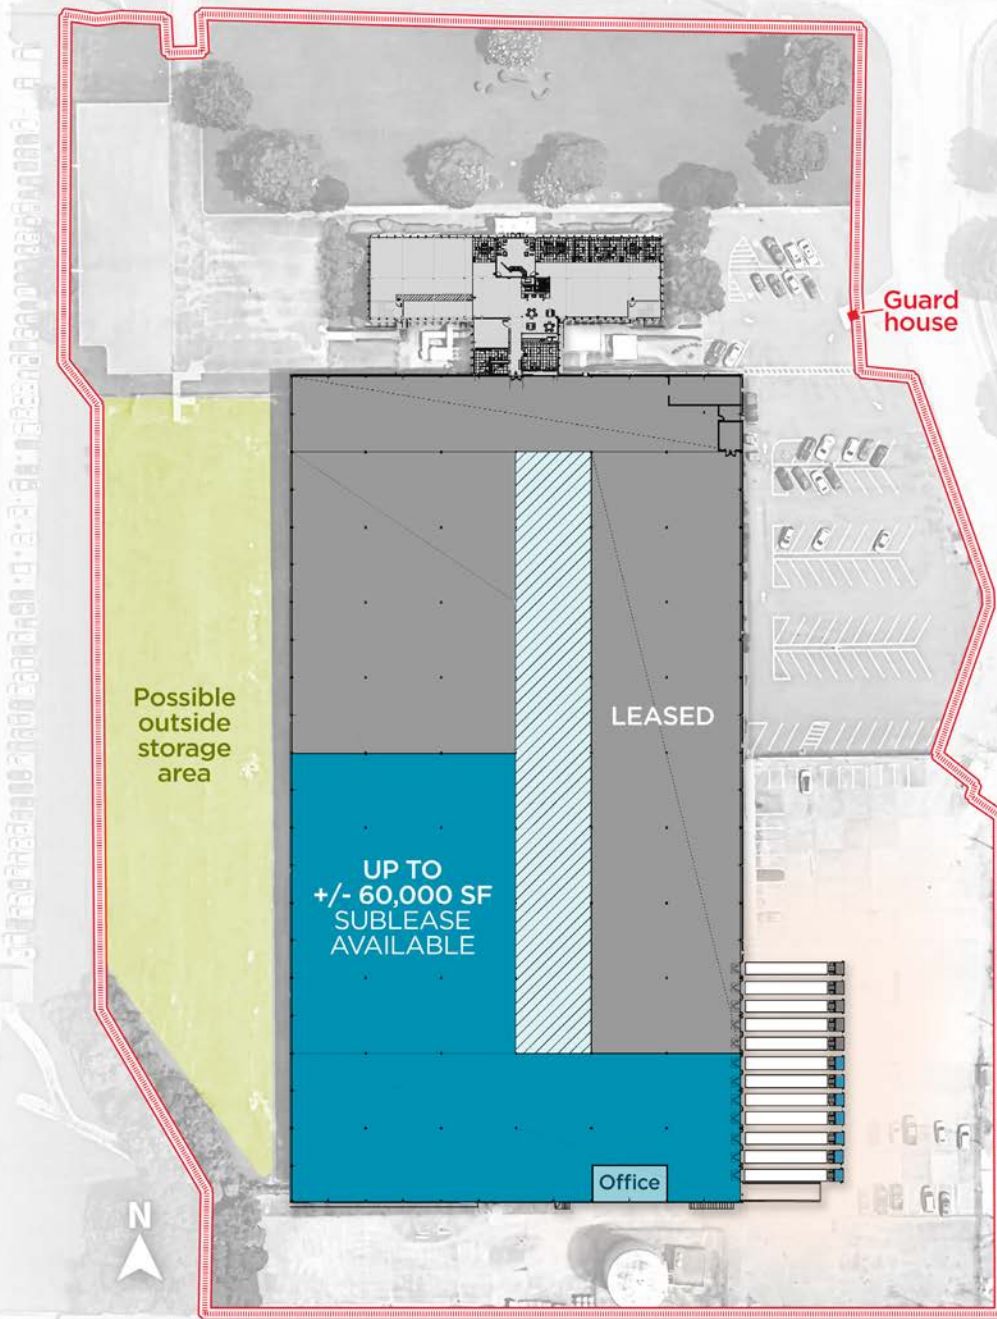 Guard
house
Possible
outside
storage
area
LEASED
UP TO
+/- 60,000 SF
SUBLEASE
AVAILABLE
Office
N